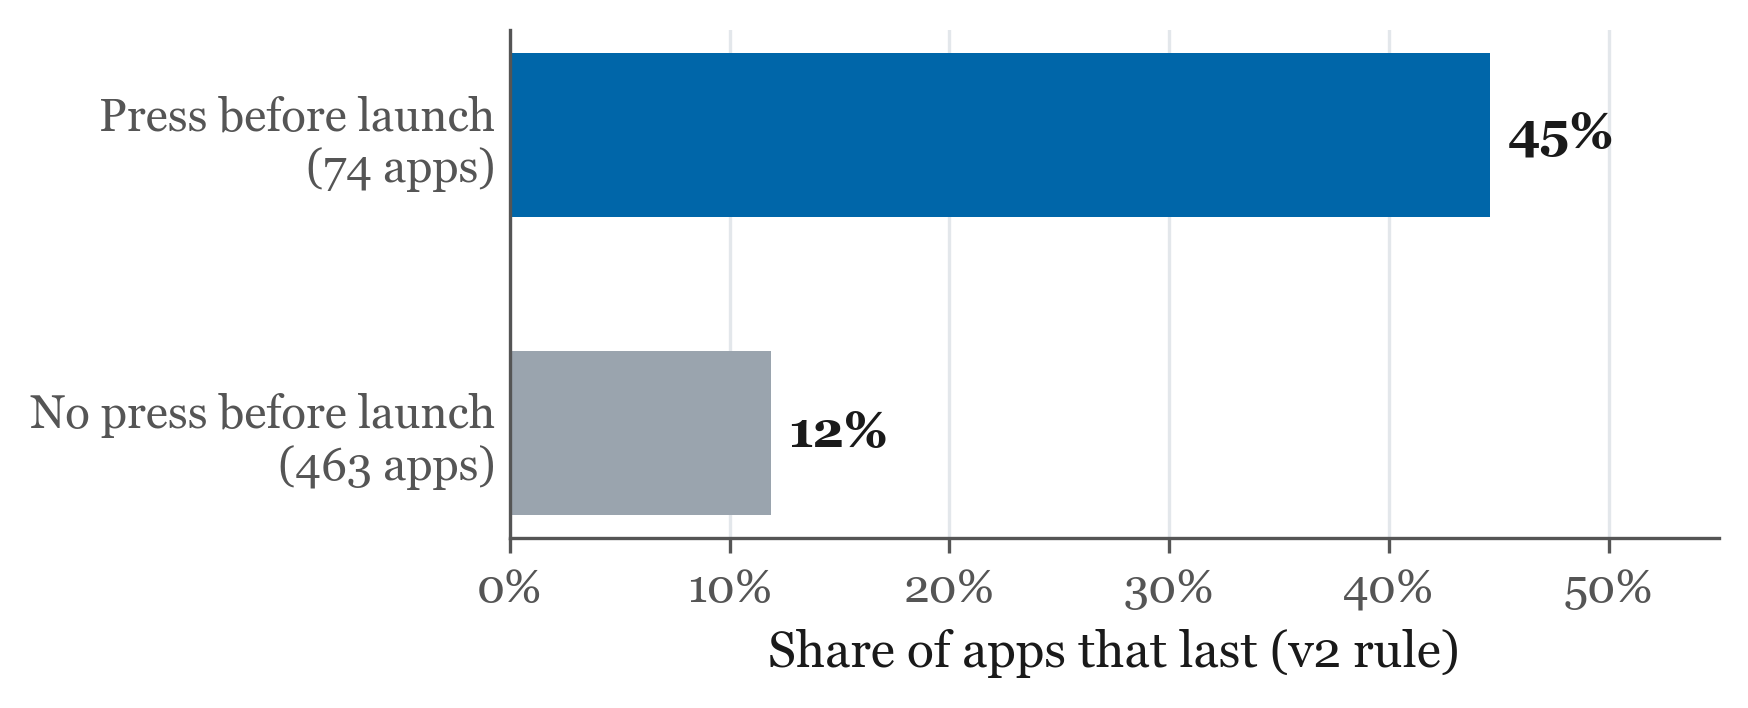 Press before launch
(74 apps)
45%
No press before launch
(463 apps)
12%
0% 10% 20% 30% 40% 50%
Share of apps that last (v2 rule)